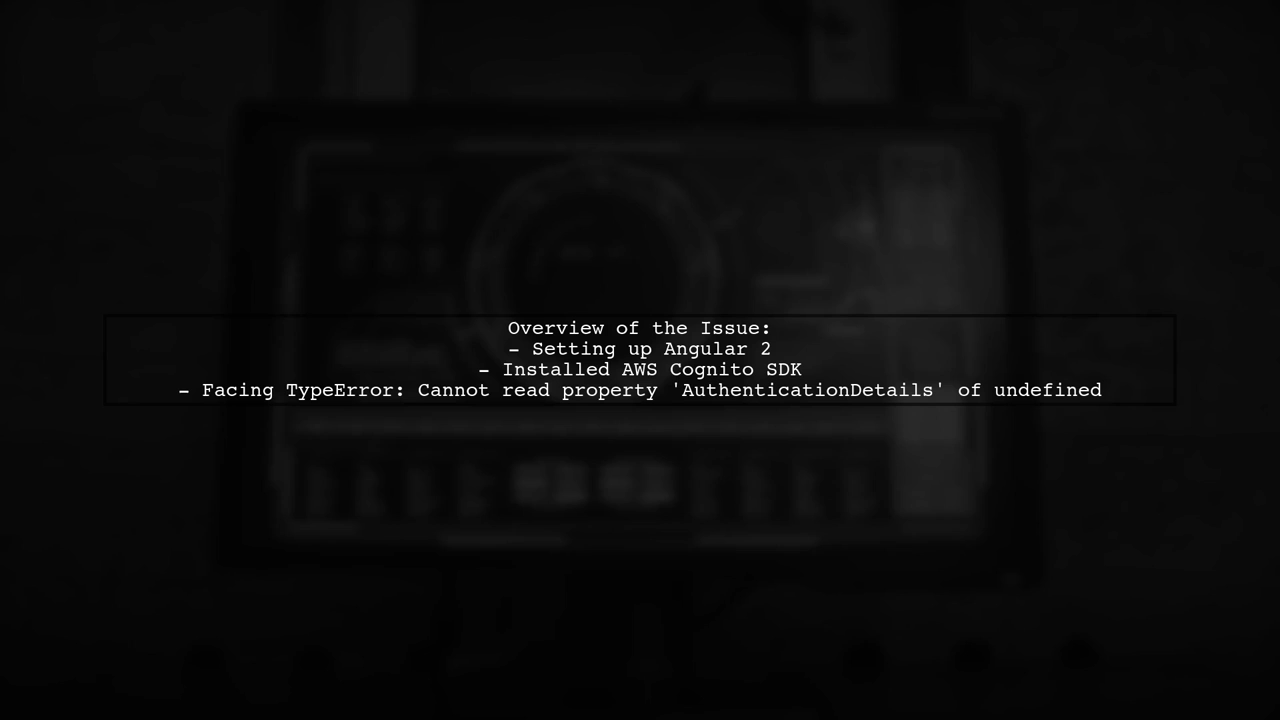 Overview of the Issue:
- Setting up Angular 2
- Installed AWS Cognito SDK
- Facing TypeError: Cannot read property 'AuthenticationDetails' of undefined